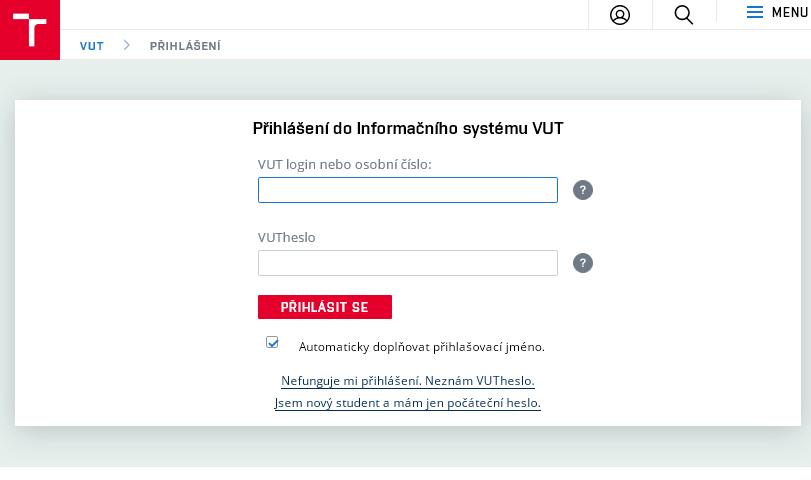 MENU
VUT PŘIHLÁŠENÍ
Přihlášení do Informačního systému VUT
VUT login nebo osobní číslo:
?
VUTheslo
?
PŘIHLÁSIT SE
Automaticky doplňovat přihlašovací jméno.
Nefunguje mi přihlášení. Neznám VUTheslo.
Jsem nový student a mám jen počáteční heslo.